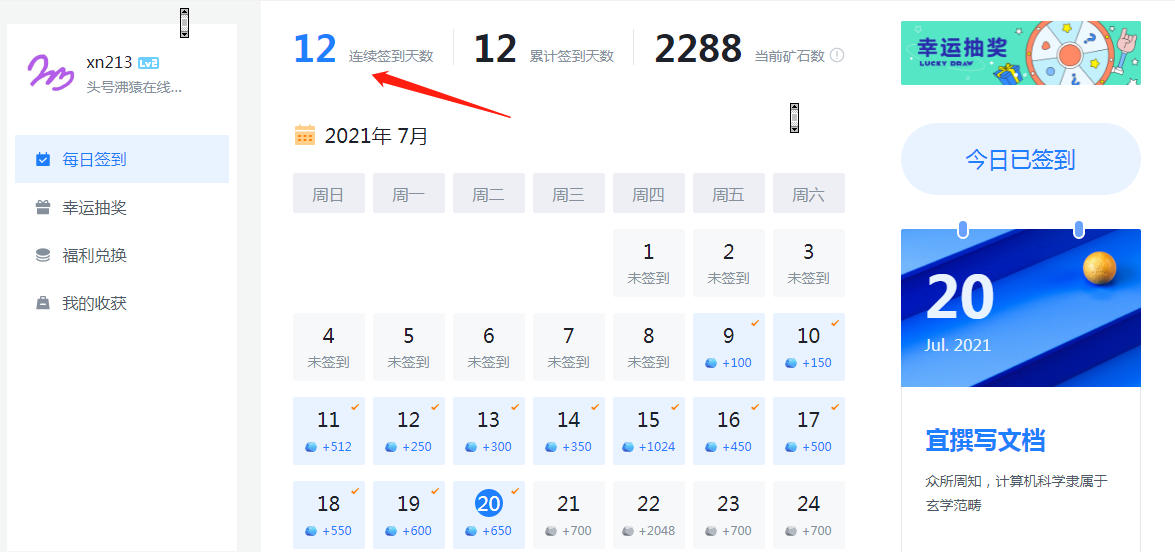 xn213 Lv2
头号沸猿在线...
每日签到
幸运抽奖
福利兑换
我的收获
12 连续签到天数 12 累计签到天数 2288 当前矿石数
2021年 7月
周日 周一 周二 周三 周四 周五 周六
1 2 3
未签到 未签到 未签到
4 5 6 7 8 9 10
未签到 未签到 未签到 未签到 未签到 +100 +150
11 12 13 14 15 16 17
+512 +250 +300 +350 +1024 +450 +500
18 19 20 21 22 23 24
+550 +600 +650 +700 +2048 +700 +700
幸运抽奖
LUCKY DRAW
今日已签到
20
Jul. 2021
宜撰写文档
众所周知，计算机科学隶属于
玄学范畴